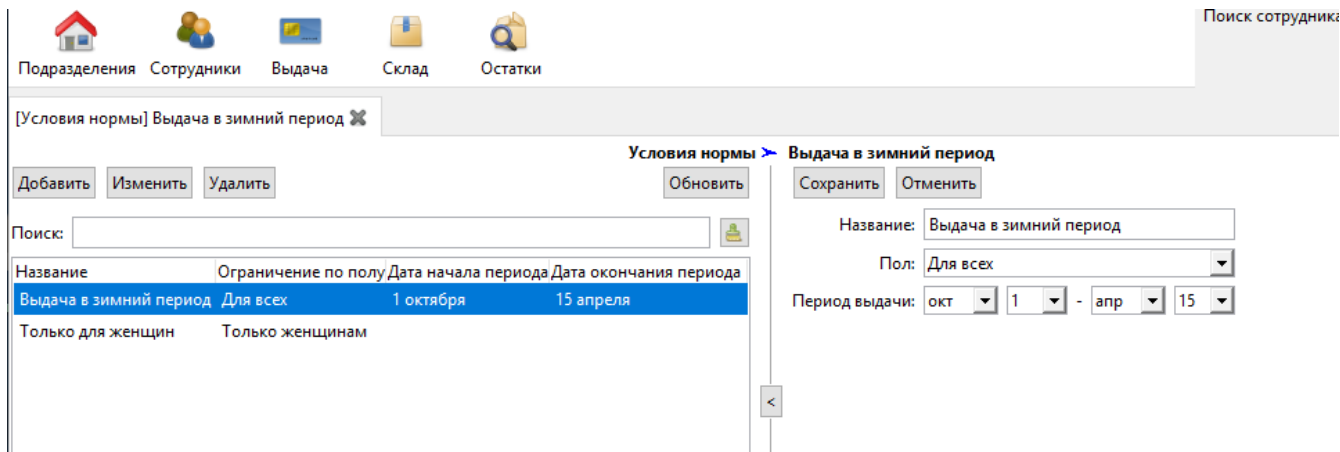 Поиск сотрудника
Подразделения Сотрудники Выдача Склад Остатки
[Условия нормы] Выдача в зимний период
Условия нормы Выдача в зимний период
Добавить Изменить Удалить Обновить Сохранить Отменить
Поиск:
Название: Выдача в зимний период
Пол: Для всех
Название Ограничение по полу Дата начала периода Дата окончания периода
Выдача в зимний период Для всех 1 октября 15 апреля
Период выдачи: окт 1 - апр 15
Только для женщин Только женщинам
<